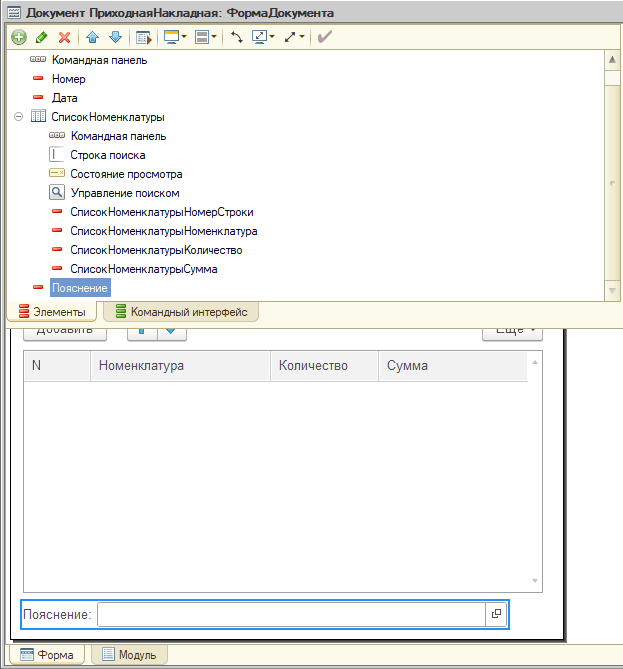 Документ ПриходнаяНакладная: ФормаДокумента
Командная панель
Номер
Дата
СписокНоменклатуры
Командная панель
Строка поиска
Состояние просмотра
Управление поиском
СписокНоменклатурыНомерСтроки
СписокНоменклатурыНоменклатура
СписокНоменклатурыКоличество
СписокНоменклатурыСумма
Пояснение
Элементы Командный интерфейс
Добавить Еще
N Номенклатура Количество Сумма
Пояснение:
Форма Модуль